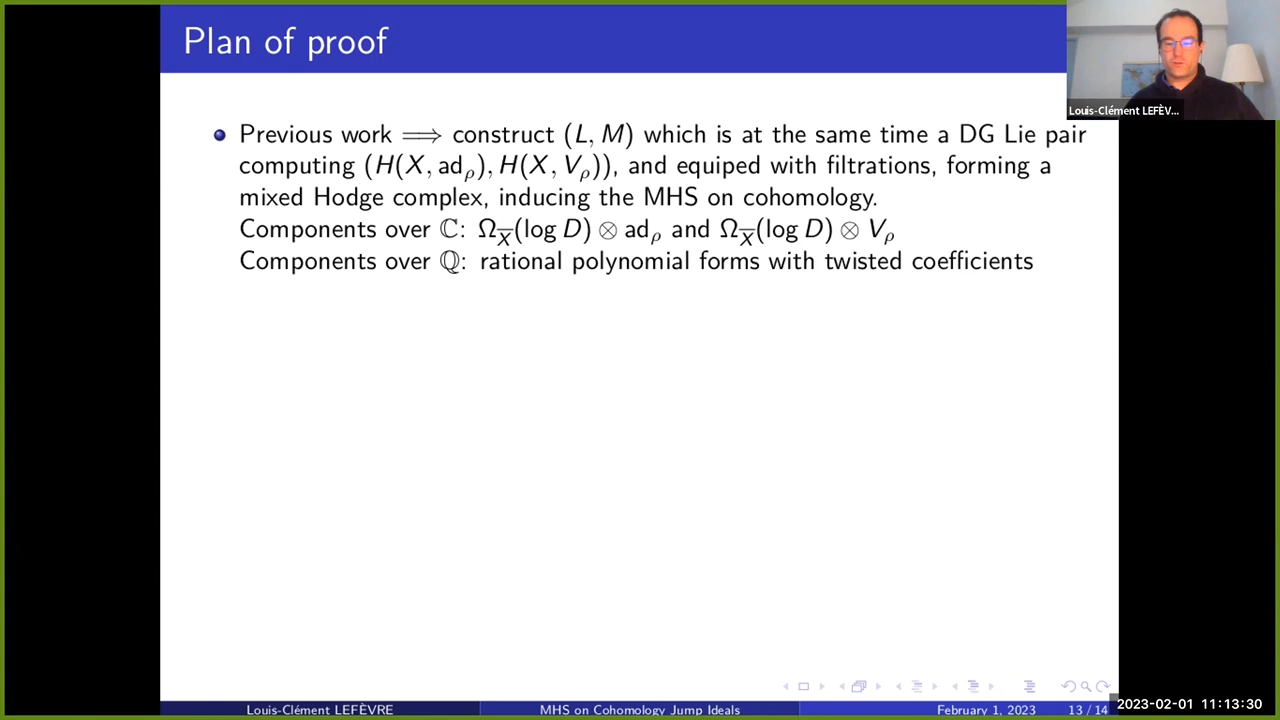 Plan of proof
Louis-Clément LEFÈV...
Previous work ⟹ construct (L, M) which is at the same time a DG Lie pair
computing (H(X, ad_ρ), H(X, V_ρ)), and equiped with filtrations, forming a
mixed Hodge complex, inducing the MHS on cohomology.
Components over ℂ: Ω_X̅(log D) ⊗ ad_ρ and Ω_X̅(log D) ⊗ V_ρ
Components over ℚ: rational polynomial forms with twisted coefficients
Louis-Clément LEFÈVRE
MHS on Cohomology Jump Ideals
February 1, 2023
13 / 14
2023-02-01 11:13:30